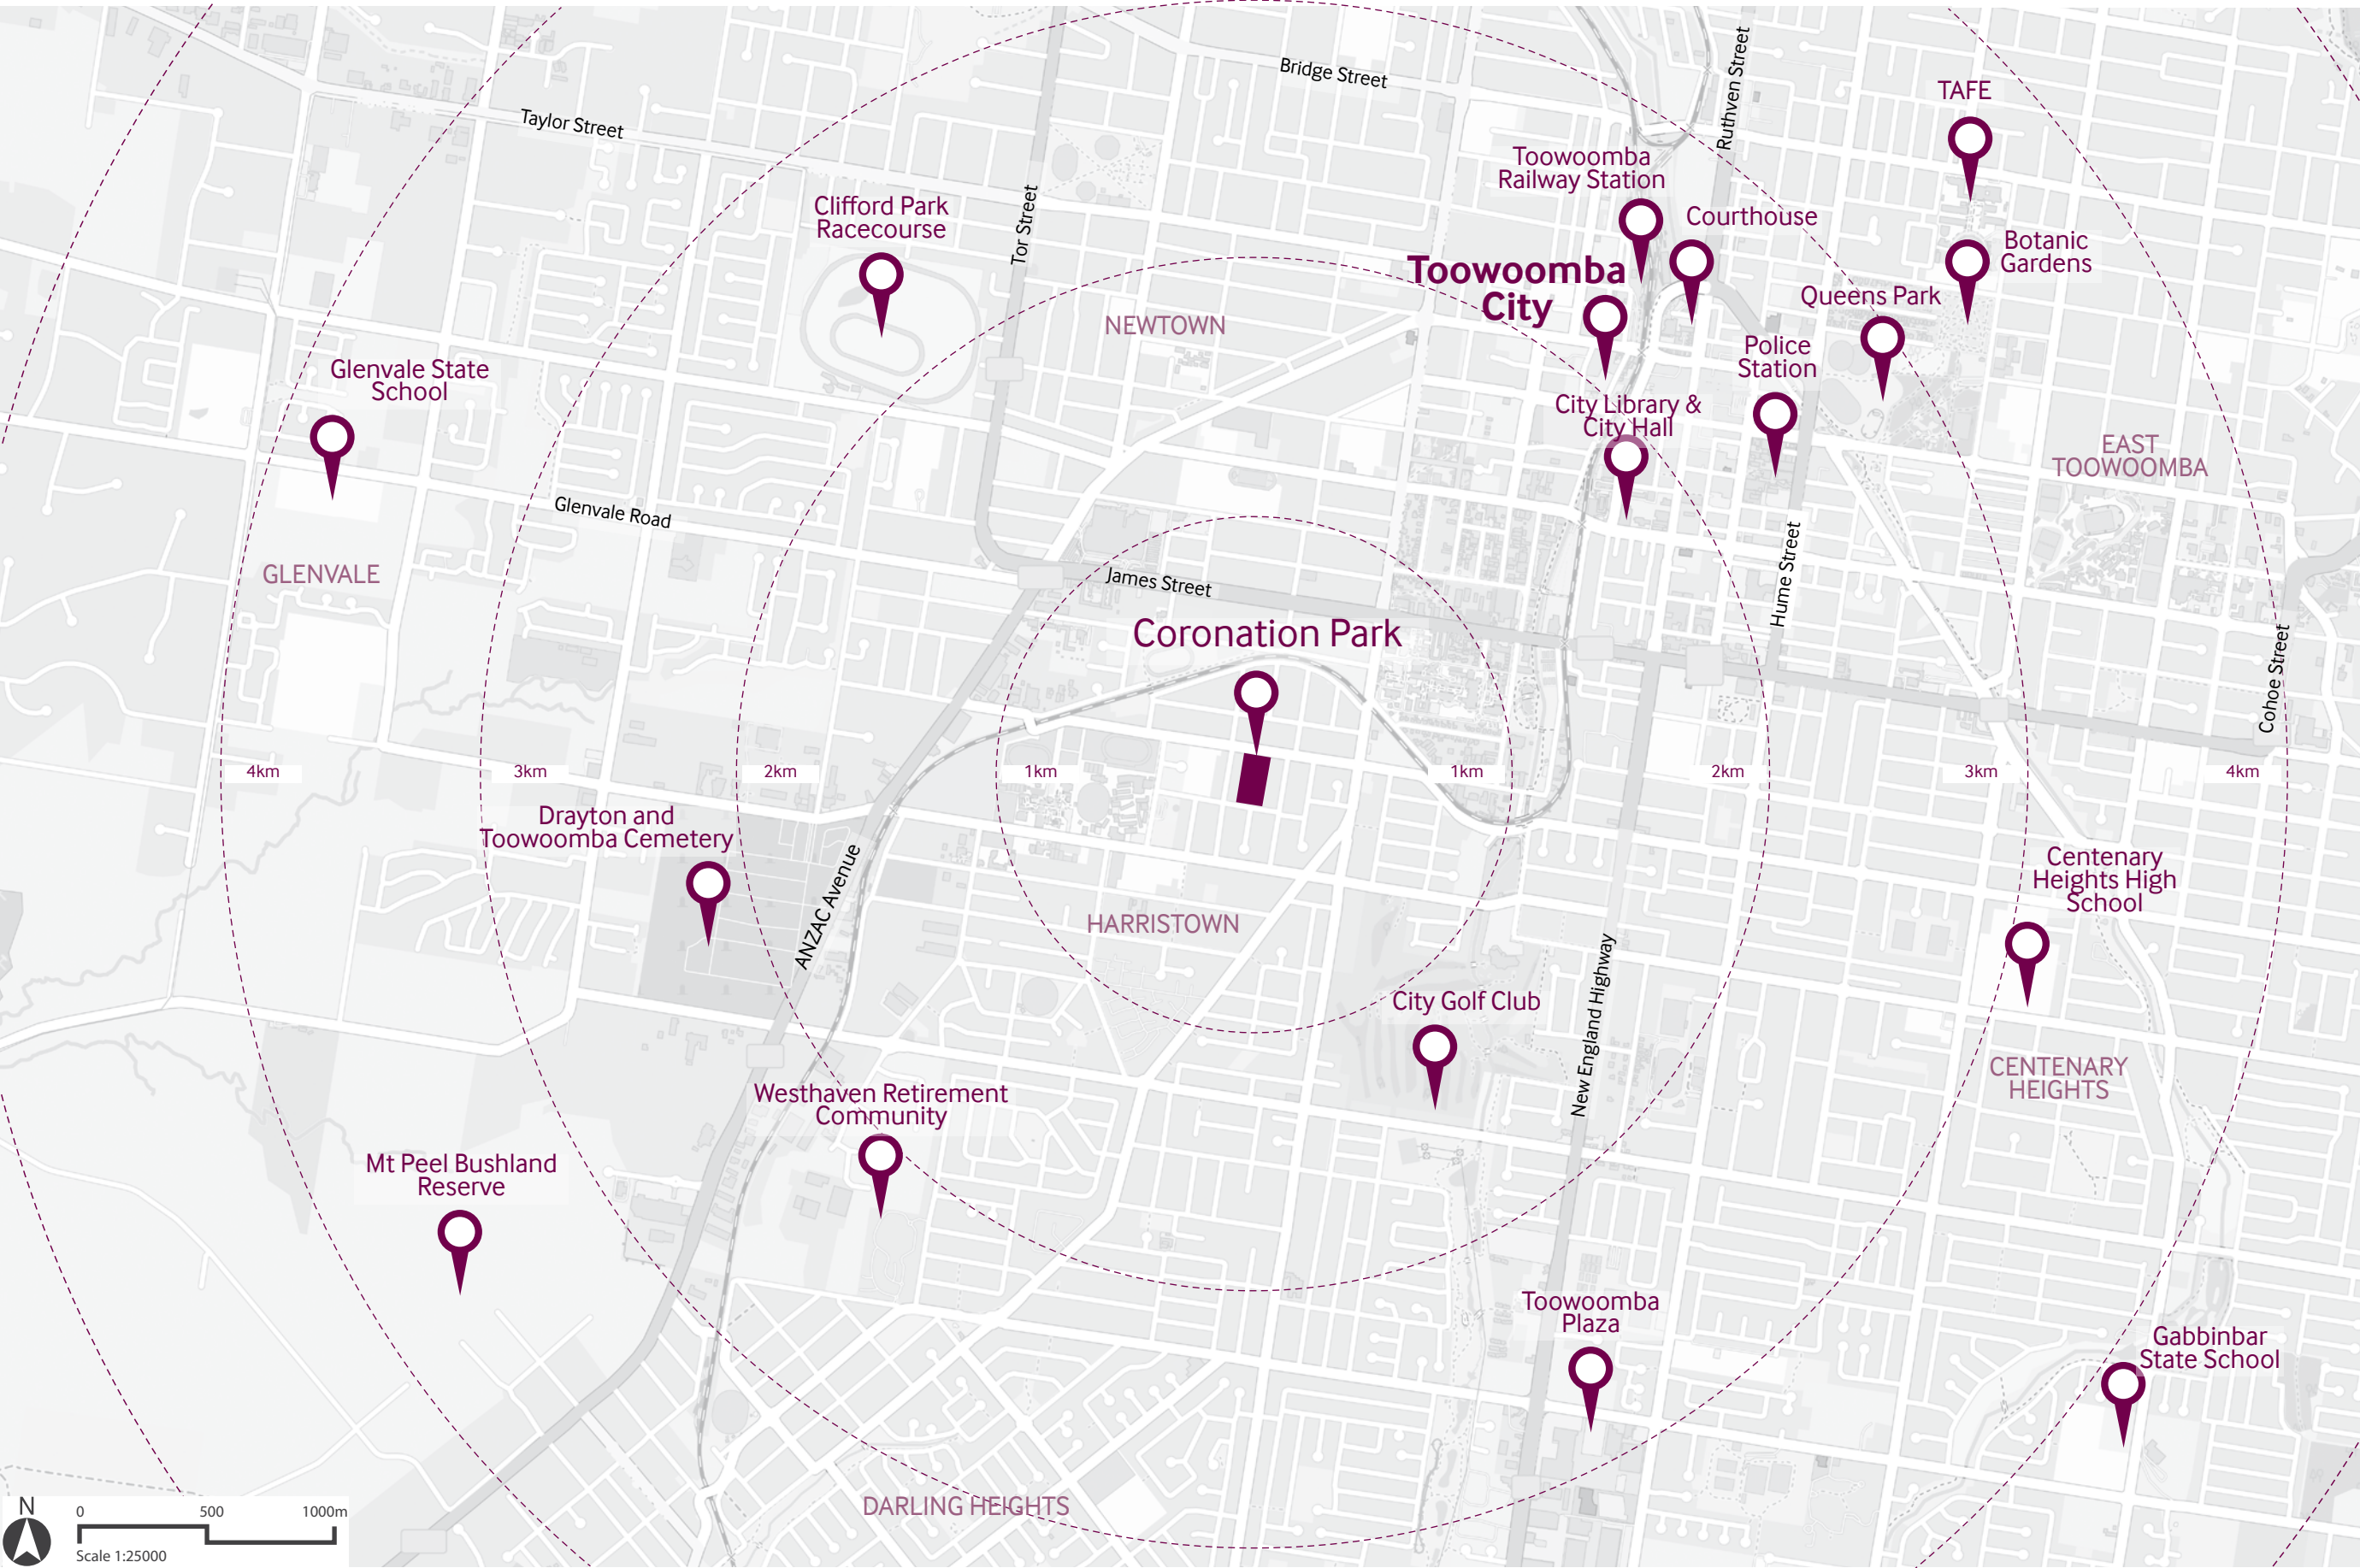 Bridge Street
Ruthven Street
TAFE
Taylor Street
Toowoomba
Railway Station
Clifford Park
Racecourse
Tor Street
Courthouse
Botanic
Gardens
Toowoomba
City
Queens Park
NEWTOWN
Police
Station
Glenvale State
School
City Library &
City Hall
EAST
TOOWOOMBA
Glenvale Road
GLENVALE
James Street
Hume Street
Coronation Park
Cohoe Street
4km
3km
2km
1km
1km
2km
3km
4km
Drayton and
Toowoomba Cemetery
ANZAC Avenue
Centenary
Heights High
School
HARRISTOWN
City Golf Club
New England Highway
CENTENARY
HEIGHTS
Westhaven Retirement
Community
Mt Peel Bushland
Reserve
Toowoomba
Plaza
Gabbinbar
State School
DARLING HEIGHTS
N
0
500
1000m
Scale 1:25000